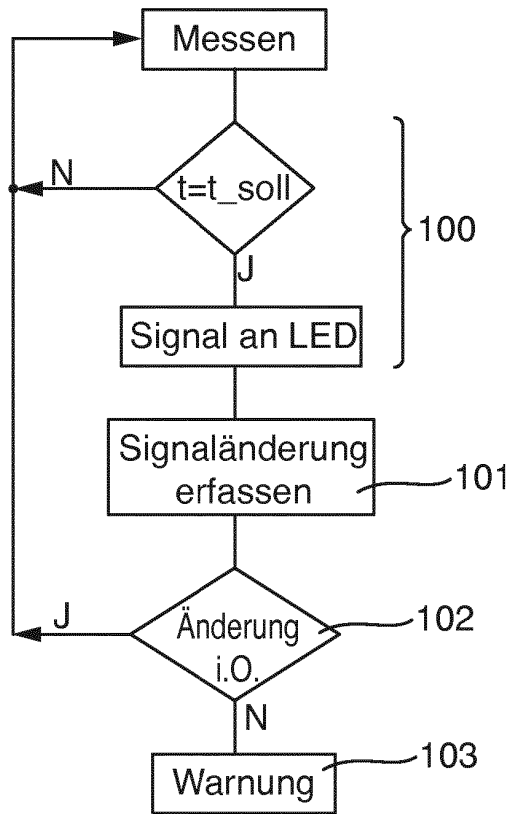 Messen
N
t=t_soll
100
J
Signal an LED
Signaländerung
erfassen
101
J
Änderung
i.O.
102
N
103
Warnung